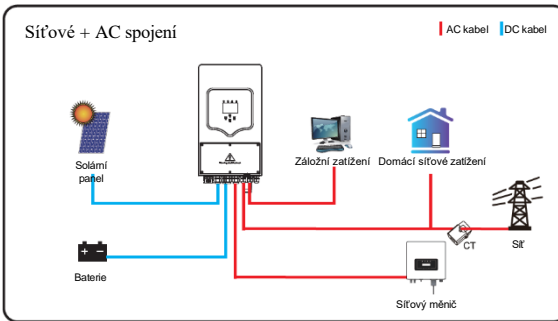 Síťové + AC spojení
AC kabel
DC kabel
Solární
panel
Záložní zatížení
Domácí síťové zatížení
CT
Síť
Baterie
Síťový měnič